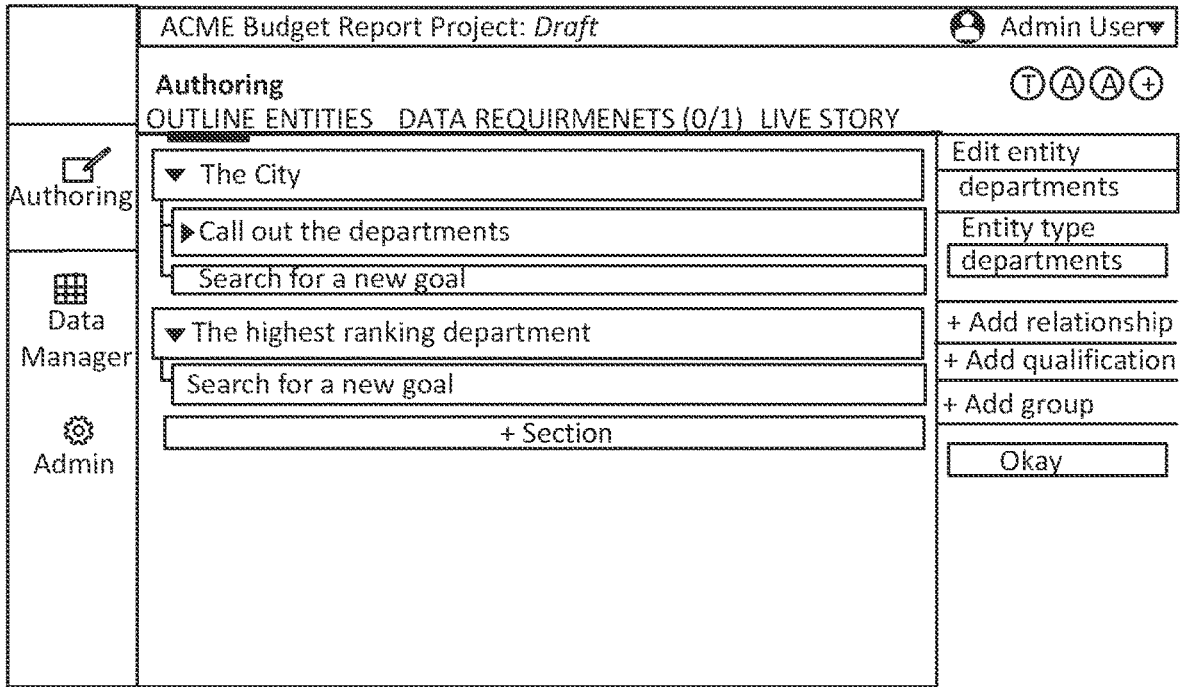 ACME Budget Report Project: Draft
Admin User
Authoring
T A A +
OUTLINE ENTITIES DATA REQUIRMENETS (0/1) LIVE STORY
Authoring
Data
Manager
Admin
The City
Call out the departments
Search for a new goal
The highest ranking department
Search for a new goal
+ Section
Edit entity
departments
Entity type
departments
+ Add relationship
+ Add qualification
+ Add group
Okay